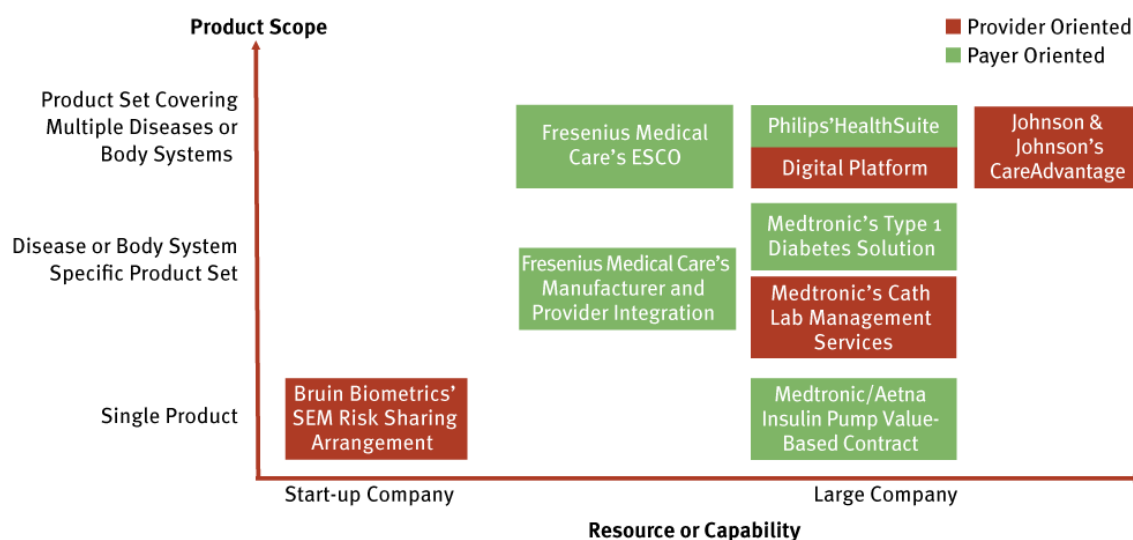 Product Scope
Provider Oriented
Payer Oriented
Product Set Covering
Multiple Diseases or
Body Systems
Fresenius Medical
Care's ESCO
Philips'HealthSuite
Digital Platform
Johnson &
Johnson's
CareAdvantage
Disease or Body System
Specific Product Set
Fresenius Medical Care's
Manufacturer and
Provider Integration
Medtronic's Type 1
Diabetes Solution
Medtronic's Cath
Lab Management
Services
Single Product
Bruin Biometrics'
SEM Risk Sharing
Arrangement
Medtronic/Aetna
Insulin Pump Value-
Based Contract
Start-up Company
Large Company
Resource or Capability